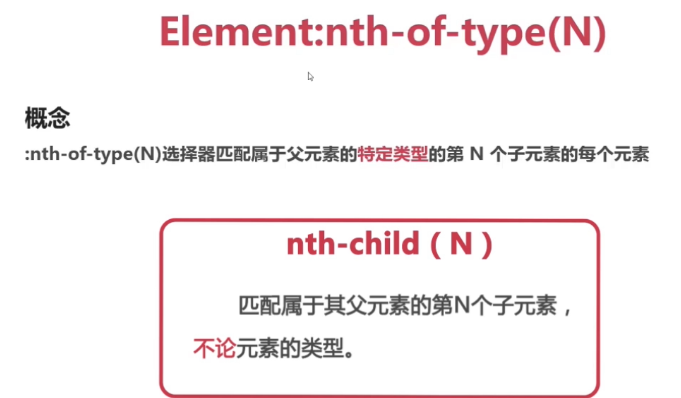 Element:nth-of-type(N)
概念
:nth-of-type(N)选择器匹配属于父元素的特定类型的第 N 个子元素的每个元素
nth-child（N）
匹配属于其父元素的第N个子元素，
不论元素的类型。